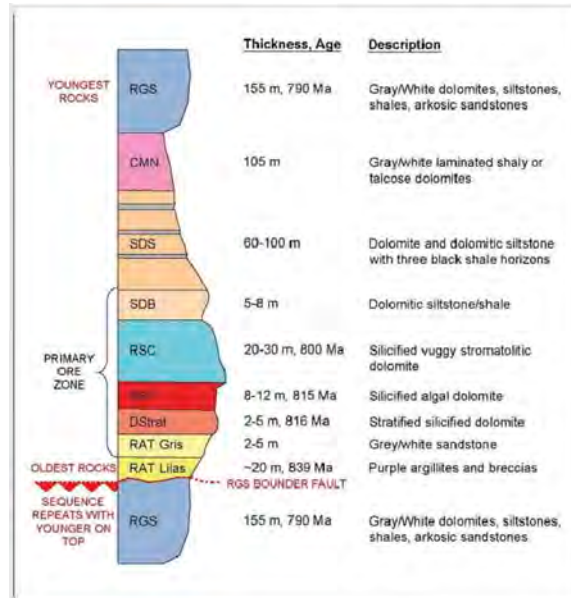 Thickness, Age Description
YOUNGEST ROCKS
RGS 155 m, 790 Ma Gray/White dolomites, siltstones, shales, arkosic sandstones
CMN 105 m Gray/white laminated shaly or talcose dolomites
SDS 60-100 m Dolomite and dolomitic siltstone with three black shale horizons
SDB 5-8 m Dolomitic siltstone/shale
PRIMARY ORE ZONE
RSC 20-30 m, 800 Ma Silicified vuggy stromatolitic dolomite
8-12 m, 815 Ma Silicified algal dolomite
DStrat 2-5 m, 816 Ma Stratified silicified dolomite
RAT Gris 2-5 m Grey/white sandstone
OLDEST ROCKS RAT Lilas ~20 m, 839 Ma Purple argillites and breccias
RGS BOUNDER FAULT
SEQUENCE REPEATS WITH YOUNGER ON TOP
RGS 155 m, 790 Ma Gray/White dolomites, siltstones, shales, arkosic sandstones